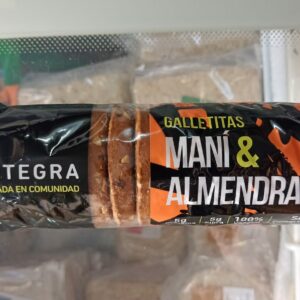 TEGRA
ADA EN COMUNIDAD
GALLETITAS
MANÍ &
ALMENDRA
100%